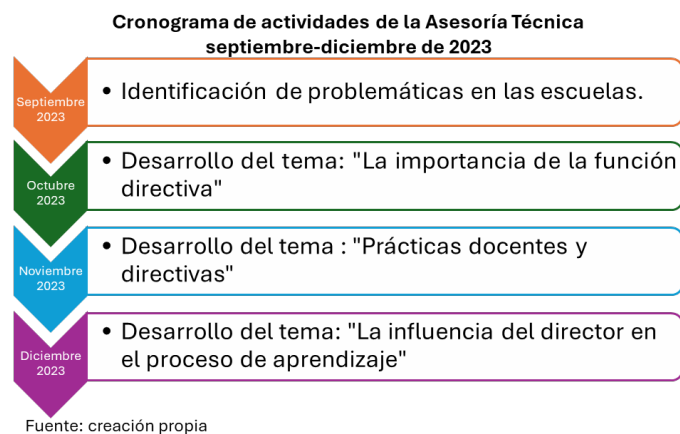 Cronograma de actividades de la Asesoría Técnica
septiembre-diciembre de 2023
Septiembre
2023
• Identificación de problemáticas en las escuelas.
Octubre
2023
• Desarrollo del tema: "La importancia de la función
directiva"
Noviembre
2023
• Desarrollo del tema : "Prácticas docentes y
directivas"
Diciembre
2023
• Desarrollo del tema: "La influencia del director en
el proceso de aprendizaje"
Fuente: creación propia